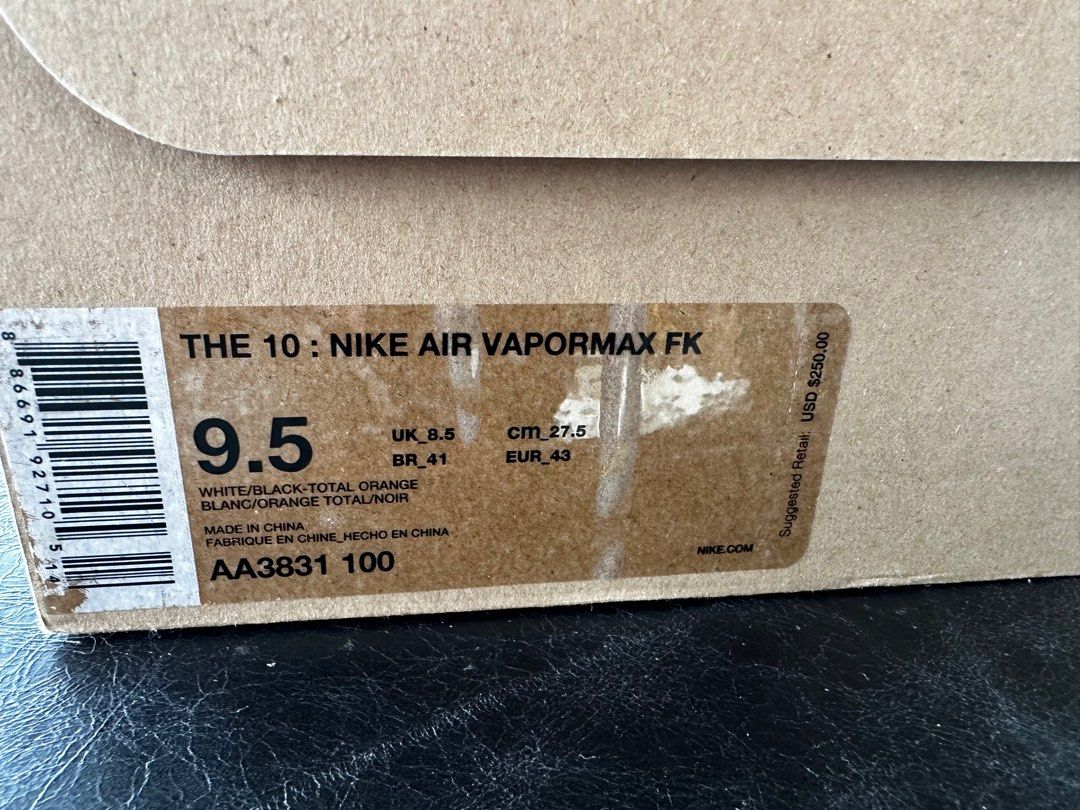 THE 10 : NIKE AIR VAPORMAX FK
9.5
UK_8.5 cm_27.5
BR_41 EUR_43
WHITE/BLACK-TOTAL ORANGE
BLANC/ORANGE TOTAL/NOIR
MADE IN CHINA
FABRIQUE EN CHINE_HECHO EN CHINA
AA3831 100
NIKE.COM
Suggested Retail: USD $250.00
8 86691 92710 5 14